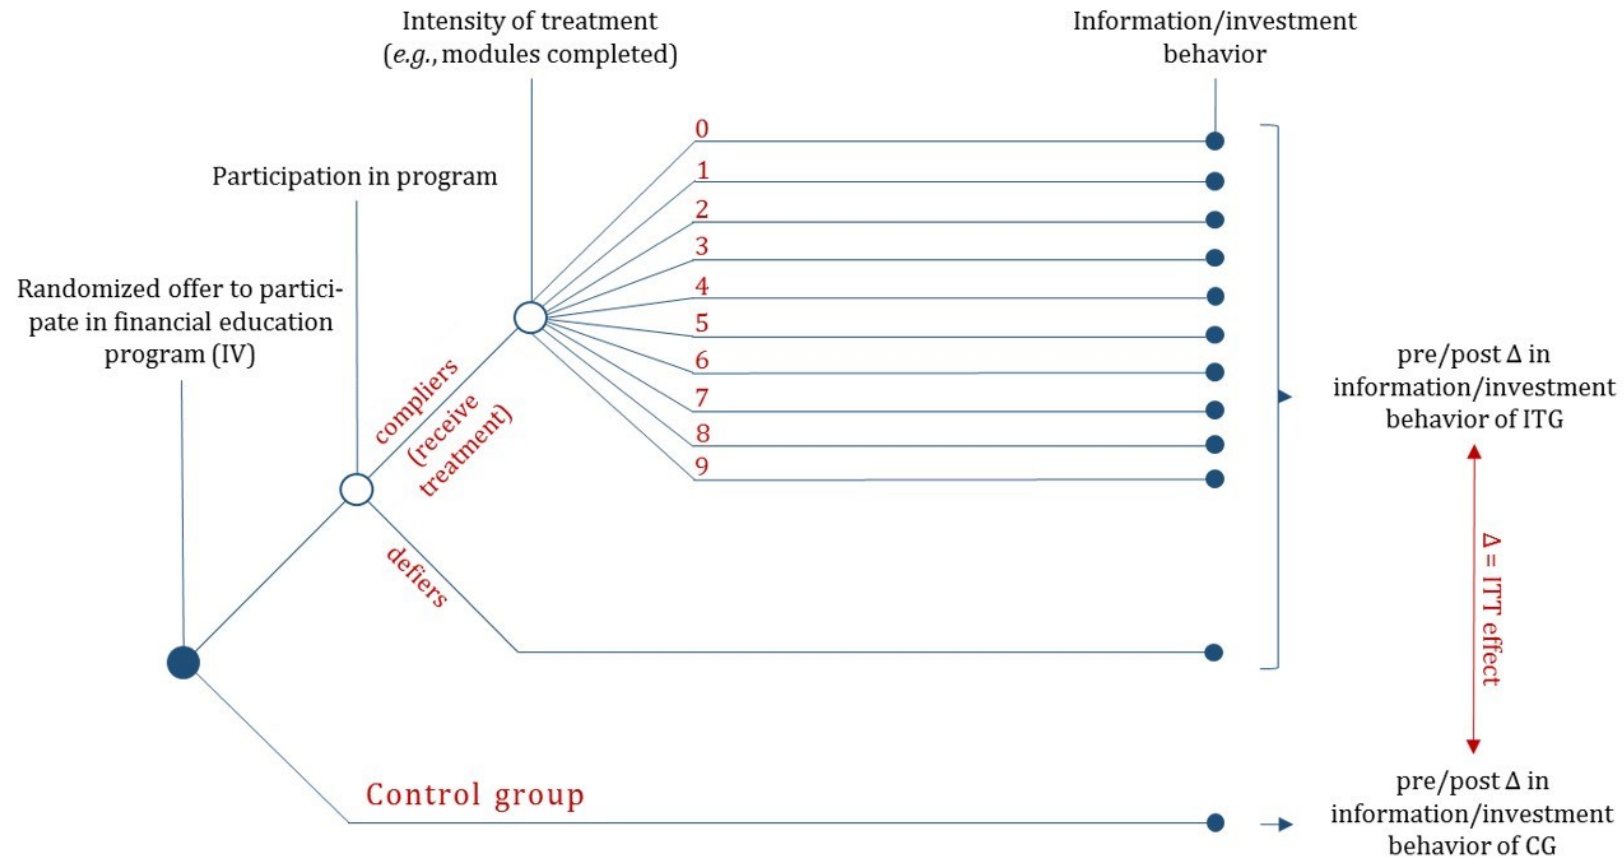 Intensity of treatment
(e.g., modules completed)
Information/investment
behavior
Participation in program
Randomized offer to partici-
pate in financial education
program (IV)
compliers
(receive
treatment)
defiers
0
1
2
3
4
5
6
7
8
9
Control group
pre/post Δ in
information/investment
behavior of ITG
Δ = ITT effect
pre/post Δ in
information/investment
behavior of CG